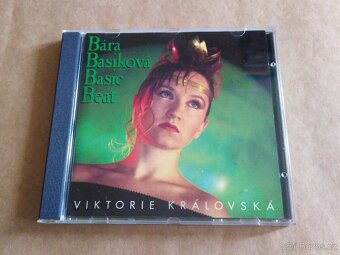 Bára
Basiková
Basic
Beat
VIKTORIE KRÁLOVSKÁ